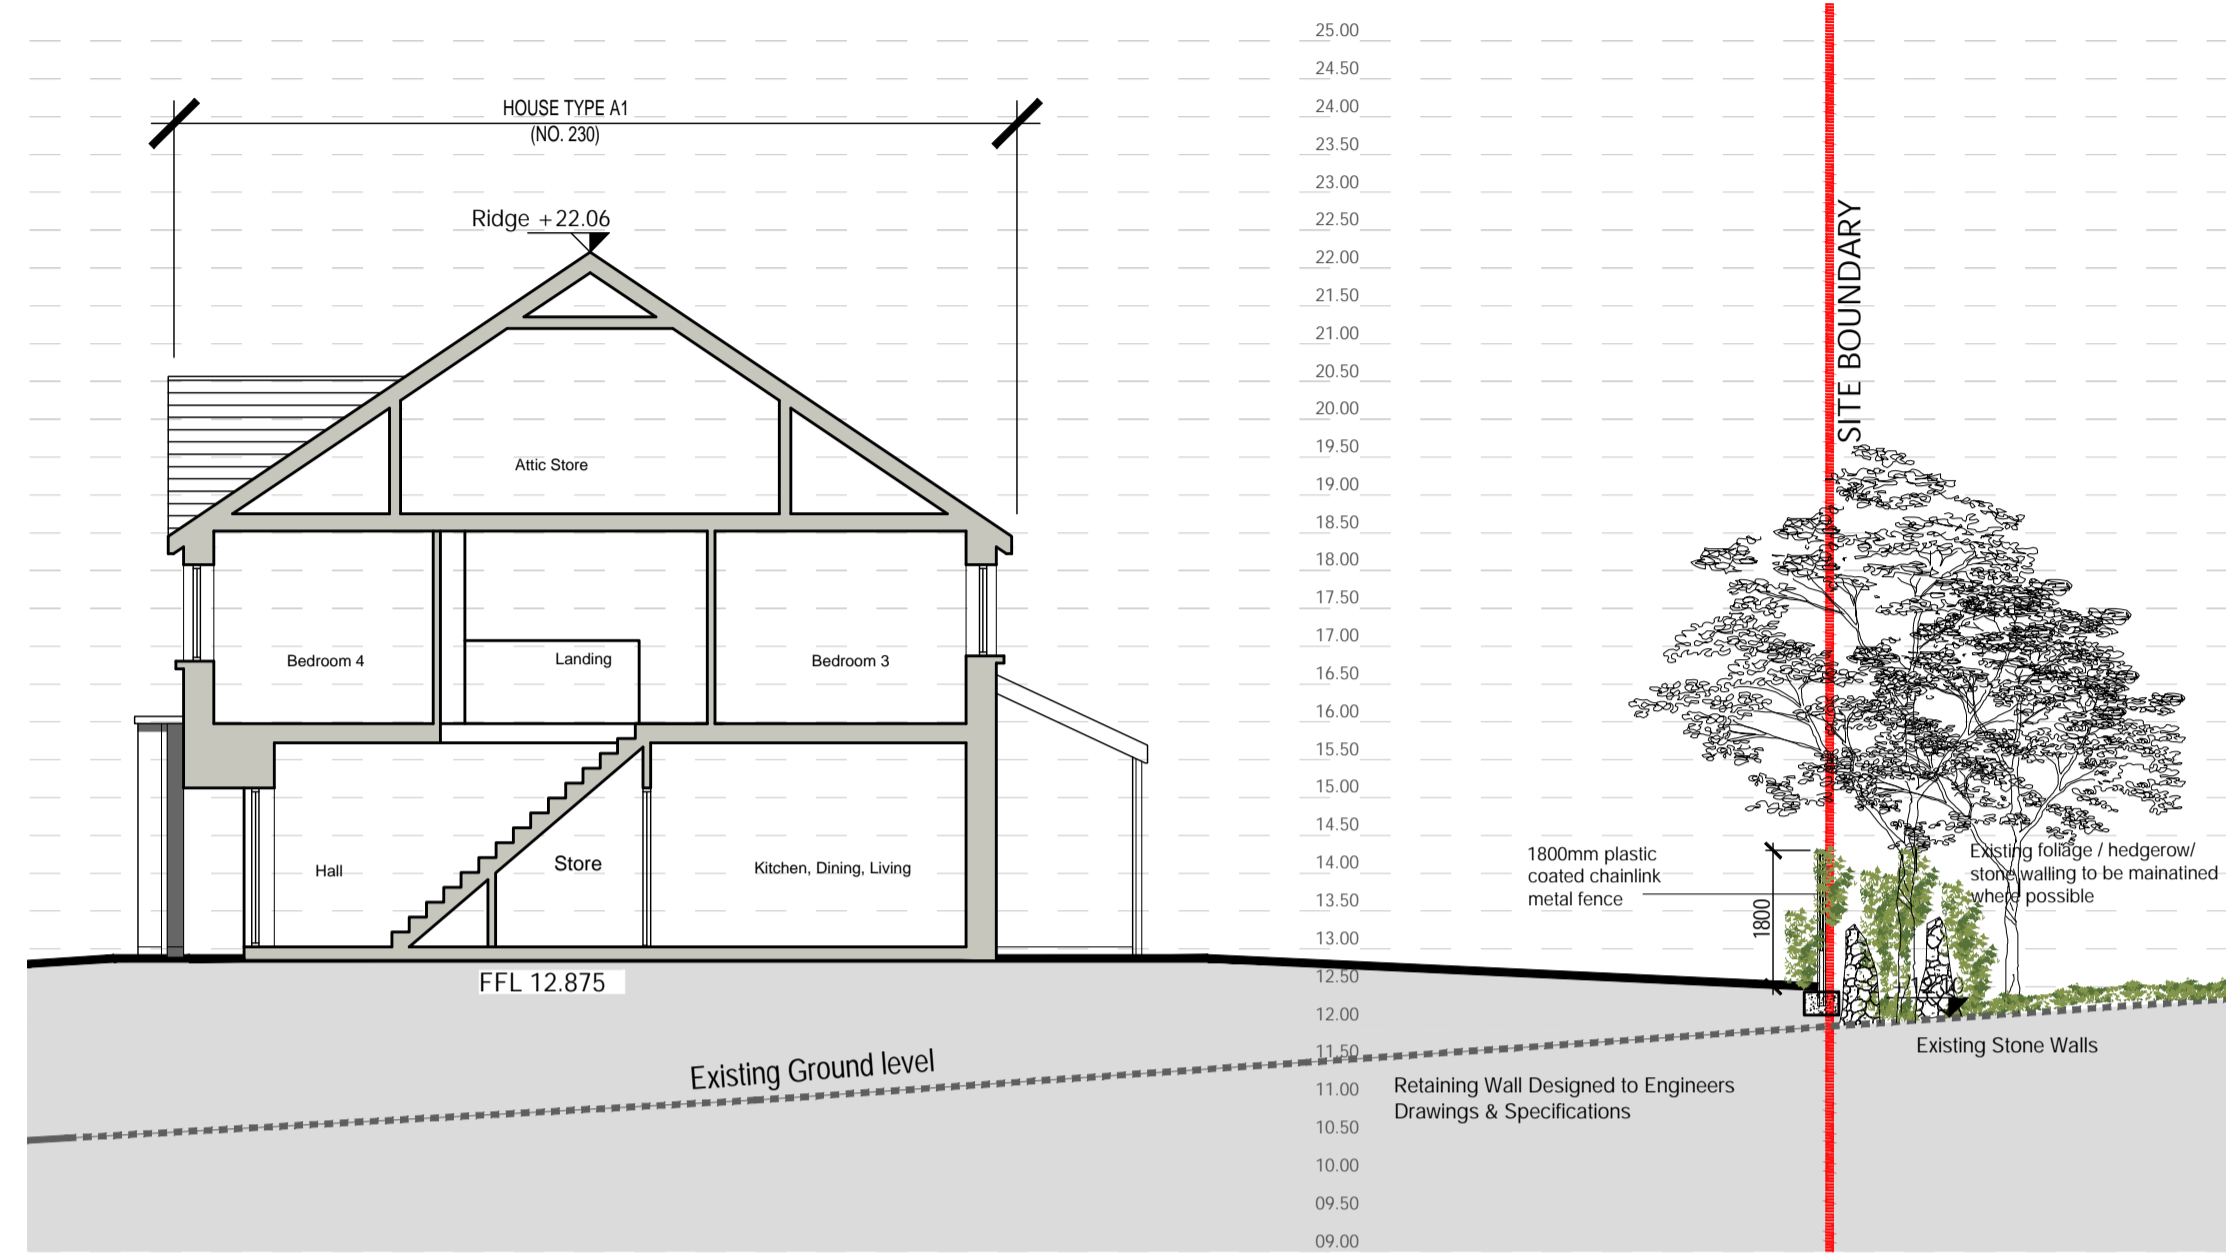 25.00
24.50
24.00
23.50
23.00
22.50
22.00
21.50
21.00
20.50
20.00
19.50
19.00
18.50
18.00
17.50
17.00
16.50
16.00
15.50
15.00
14.50
14.00
13.50
13.00
12.50
12.00
11.50
11.00
10.50
10.00
09.50
09.00
HOUSE TYPE A1
(NO. 230)
Ridge +22.06
Attic Store
Bedroom 4
Landing
Bedroom 3
Hall
Store
Kitchen, Dining, Living
FFL 12.875
Existing Ground level
SITE BOUNDARY
1800mm plastic
coated chainlink
metal fence
1800
Existing foliage / hedgerow/
stone walling to be mainatined
where possible
Existing Stone Walls
Retaining Wall Designed to Engineers
Drawings & Specifications